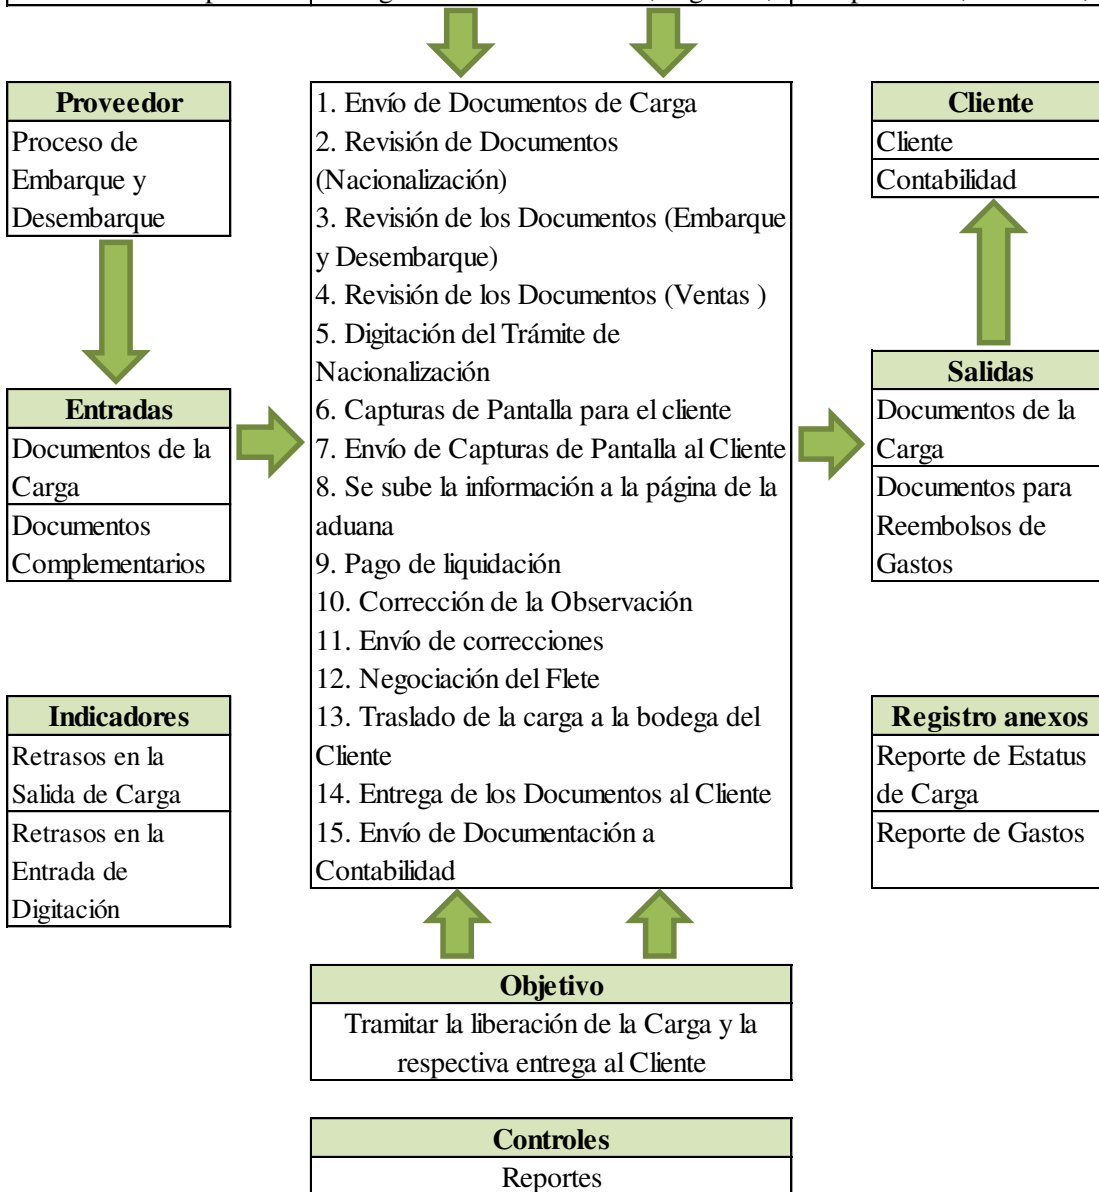 Proveedor
Proceso de
Embarque y
Desembarque
Entradas
Documentos de la
Carga
Documentos
Complementarios
Indicadores
Retrasos en la
Salida de Carga
Retrasos en la
Entrada de
Digitación
1. Envío de Documentos de Carga
2. Revisión de Documentos
(Nacionalización)
3. Revisión de los Documentos (Embarque
y Desembarque)
4. Revisión de los Documentos (Ventas )
5. Digitación del Trámite de
Nacionalización
6. Capturas de Pantalla para el cliente
7. Envío de Capturas de Pantalla al Cliente
8. Se sube la información a la página de la
aduana
9. Pago de liquidación
10. Corrección de la Observación
11. Envío de correcciones
12. Negociación del Flete
13. Traslado de la carga a la bodega del
Cliente
14. Entrega de los Documentos al Cliente
15. Envío de Documentación a
Contabilidad
Cliente
Cliente
Contabilidad
Salidas
Documentos de la
Carga
Documentos para
Reembolsos de
Gastos
Registro anexos
Reporte de Estatus
de Carga
Reporte de Gastos
Objetivo
Tramitar la liberación de la Carga y la
respectiva entrega al Cliente
Controles
Reportes